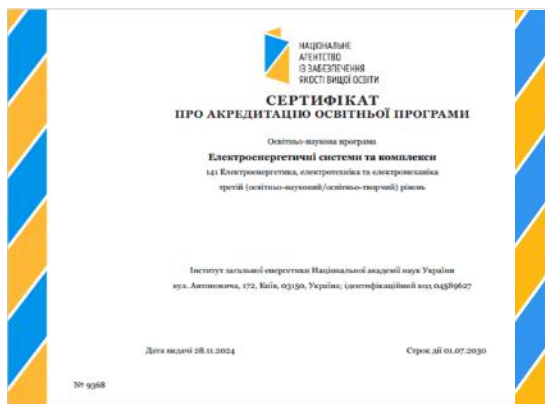 НАЦІОНАЛЬНЕ
АГЕНТСТВО
ІЗ ЗАБЕЗПЕЧЕННЯ
ЯКОСТІ ВИЩОЇ ОСВІТИ
СЕРТИФІКАТ
ПРО АКРЕДИТАЦІЮ ОСВІТНЬОЇ ПРОГРАМИ
Освітньо-наукова програма
Електроенергетичні системи та комплекси
141 Електроенергетика, електротехніка та електромеханіка
третій (освітньо-науковий/освітньо-творчий) рівень
Інститут загальної енергетики Національної академії наук України
вул. Антоновича, 172, Київ, 03150, Україна; ідентифікаційний код 04589627
Дата видачі 28.11.2024
Строк дії 01.07.2030
№ 9368